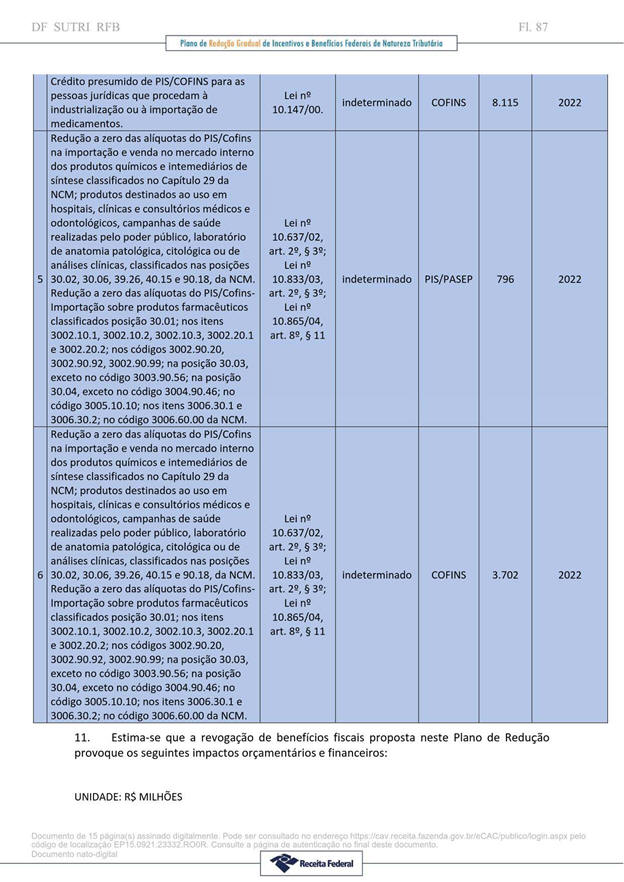 DF SUTRI RFB
Fl. 87
Plano de Redução Gradual de Incentivos e Benefícios Federais de Natureza Tributária
Crédito presumido de PIS/COFINS para as
pessoas jurídicas que procedam à
industrialização ou à importação de
medicamentos.
Lei nº
10.147/00.
indeterminado
COFINS
8.115
2022
5
Redução a zero das alíquotas do PIS/Cofins
na importação e venda no mercado interno
dos produtos químicos e intemediários de
síntese classificados no Capítulo 29 da
NCM; produtos destinados ao uso em
hospitais, clínicas e consultórios médicos e
odontológicos, campanhas de saúde
realizadas pelo poder público, laboratório
de anatomia patológica, citológica ou de
análises clínicas, classificados nas posições
30.02, 30.06, 39.26, 40.15 e 90.18, da NCM.
Redução a zero das alíquotas do PIS/Cofins-
Importação sobre produtos farmacêuticos
classificados posição 30.01; nos itens
3002.10.1, 3002.10.2, 3002.10.3, 3002.20.1
e 3002.20.2; nos códigos 3002.90.20,
3002.90.92, 3002.90.99; na posição 30.03,
exceto no código 3003.90.56; na posição
30.04, exceto no código 3004.90.46; no
código 3005.10.10; nos itens 3006.30.1 e
3006.30.2; no código 3006.60.00 da NCM.
Lei nº
10.637/02,
art. 2º, § 3º;
Lei nº
10.833/03,
art. 2º, § 3º;
Lei nº
10.865/04,
art. 8º, § 11
indeterminado
PIS/PASEP
796
2022
6
Redução a zero das alíquotas do PIS/Cofins
na importação e venda no mercado interno
dos produtos químicos e intemediários de
síntese classificados no Capítulo 29 da
NCM; produtos destinados ao uso em
hospitais, clínicas e consultórios médicos e
odontológicos, campanhas de saúde
realizadas pelo poder público, laboratório
de anatomia patológica, citológica ou de
análises clínicas, classificados nas posições
30.02, 30.06, 39.26, 40.15 e 90.18, da NCM.
Redução a zero das alíquotas do PIS/Cofins-
Importação sobre produtos farmacêuticos
classificados posição 30.01; nos itens
3002.10.1, 3002.10.2, 3002.10.3, 3002.20.1
e 3002.20.2; nos códigos 3002.90.20,
3002.90.92, 3002.90.99; na posição 30.03,
exceto no código 3003.90.56; na posição
30.04, exceto no código 3004.90.46; no
código 3005.10.10; nos itens 3006.30.1 e
3006.30.2; no código 3006.60.00 da NCM.
Lei nº
10.637/02,
art. 2º, § 3º;
Lei nº
10.833/03,
art. 2º, § 3º;
Lei nº
10.865/04,
art. 8º, § 11
indeterminado
COFINS
3.702
2022
11. Estima-se que a revogação de benefícios fiscais proposta neste Plano de Redução
provoque os seguintes impactos orçamentários e financeiros:
UNIDADE: R$ MILHÕES
Documento de 15 página(s) assinado digitalmente. Pode ser consultado no endereço https://cav.receita.fazenda.gov.br/eCAC/publico/login.aspx pelo
código de localização EP15.0921.23332.RO0R. Consulte a página de autenticação no final deste documento.
Documento nato-digital
Receita Federal